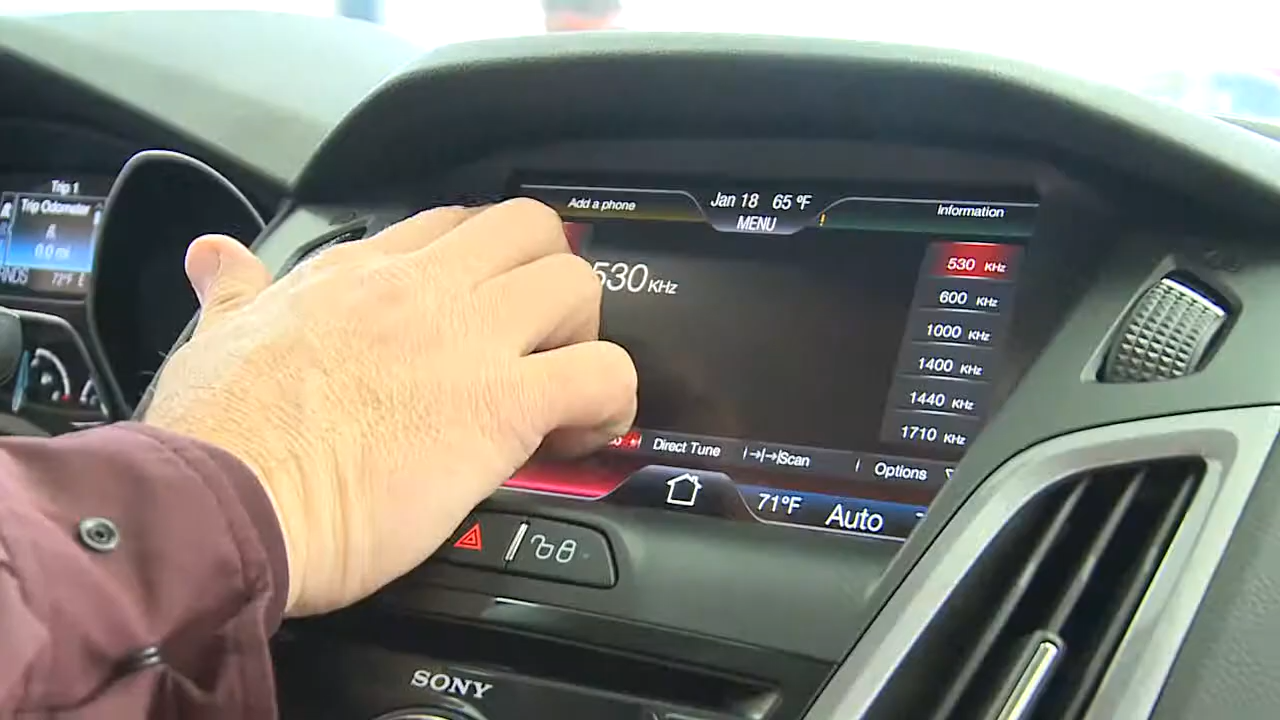 Trip 1
Trip Odometer
0.0 mi
72°F E
Add a phone
Jan 18 65 °F
MENU
Information
530 KHz
530 KHz
600 KHz
1000 KHz
1400 KHz
1440 KHz
1710 KHz
Direct Tune
Scan
Options
71°F
Auto
SONY